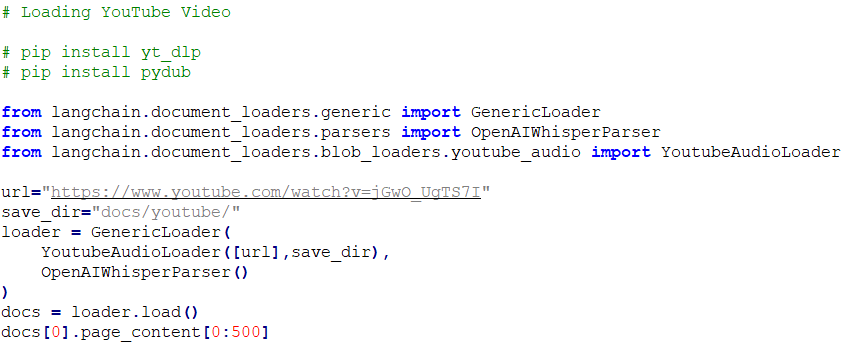 # Loading YouTube Video
# pip install yt_dlp
# pip install pydub
from langchain.document_loaders.generic import GenericLoader
from langchain.document_loaders.parsers import OpenAIWhisperParser
from langchain.document_loaders.blob_loaders.youtube_audio import YoutubeAudioLoader
url="https://www.youtube.com/watch?v=jGwO_UgTS7I"
save_dir="docs/youtube/"
loader = GenericLoader(
    YoutubeAudioLoader([url],save_dir),
    OpenAIWhisperParser()
)
docs = loader.load()
docs[0].page_content[0:500]